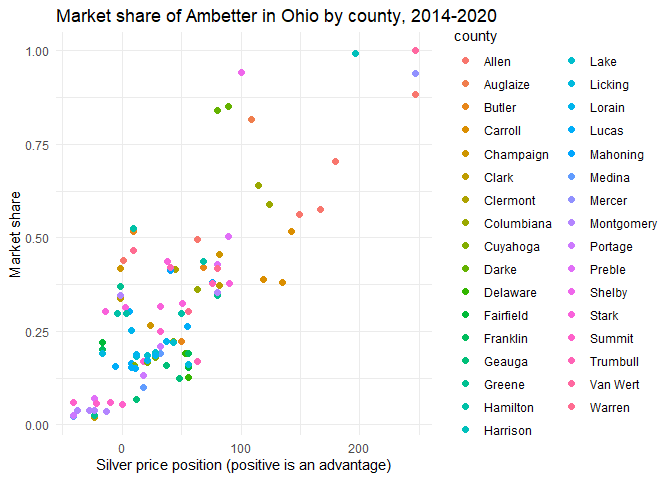 Market share of Ambetter in Ohio by county, 2014-2020
Market share
1.00
0.75
0.50
0.25
0.00
0
100
200
Silver price position (positive is an advantage)
county
Allen
Auglaize
Butler
Carroll
Champaign
Clark
Clermont
Columbiana
Cuyahoga
Darke
Delaware
Fairfield
Franklin
Geauga
Greene
Hamilton
Harrison
Lake
Licking
Lorain
Lucas
Mahoning
Medina
Mercer
Montgomery
Portage
Preble
Shelby
Stark
Summit
Trumbull
Van Wert
Warren